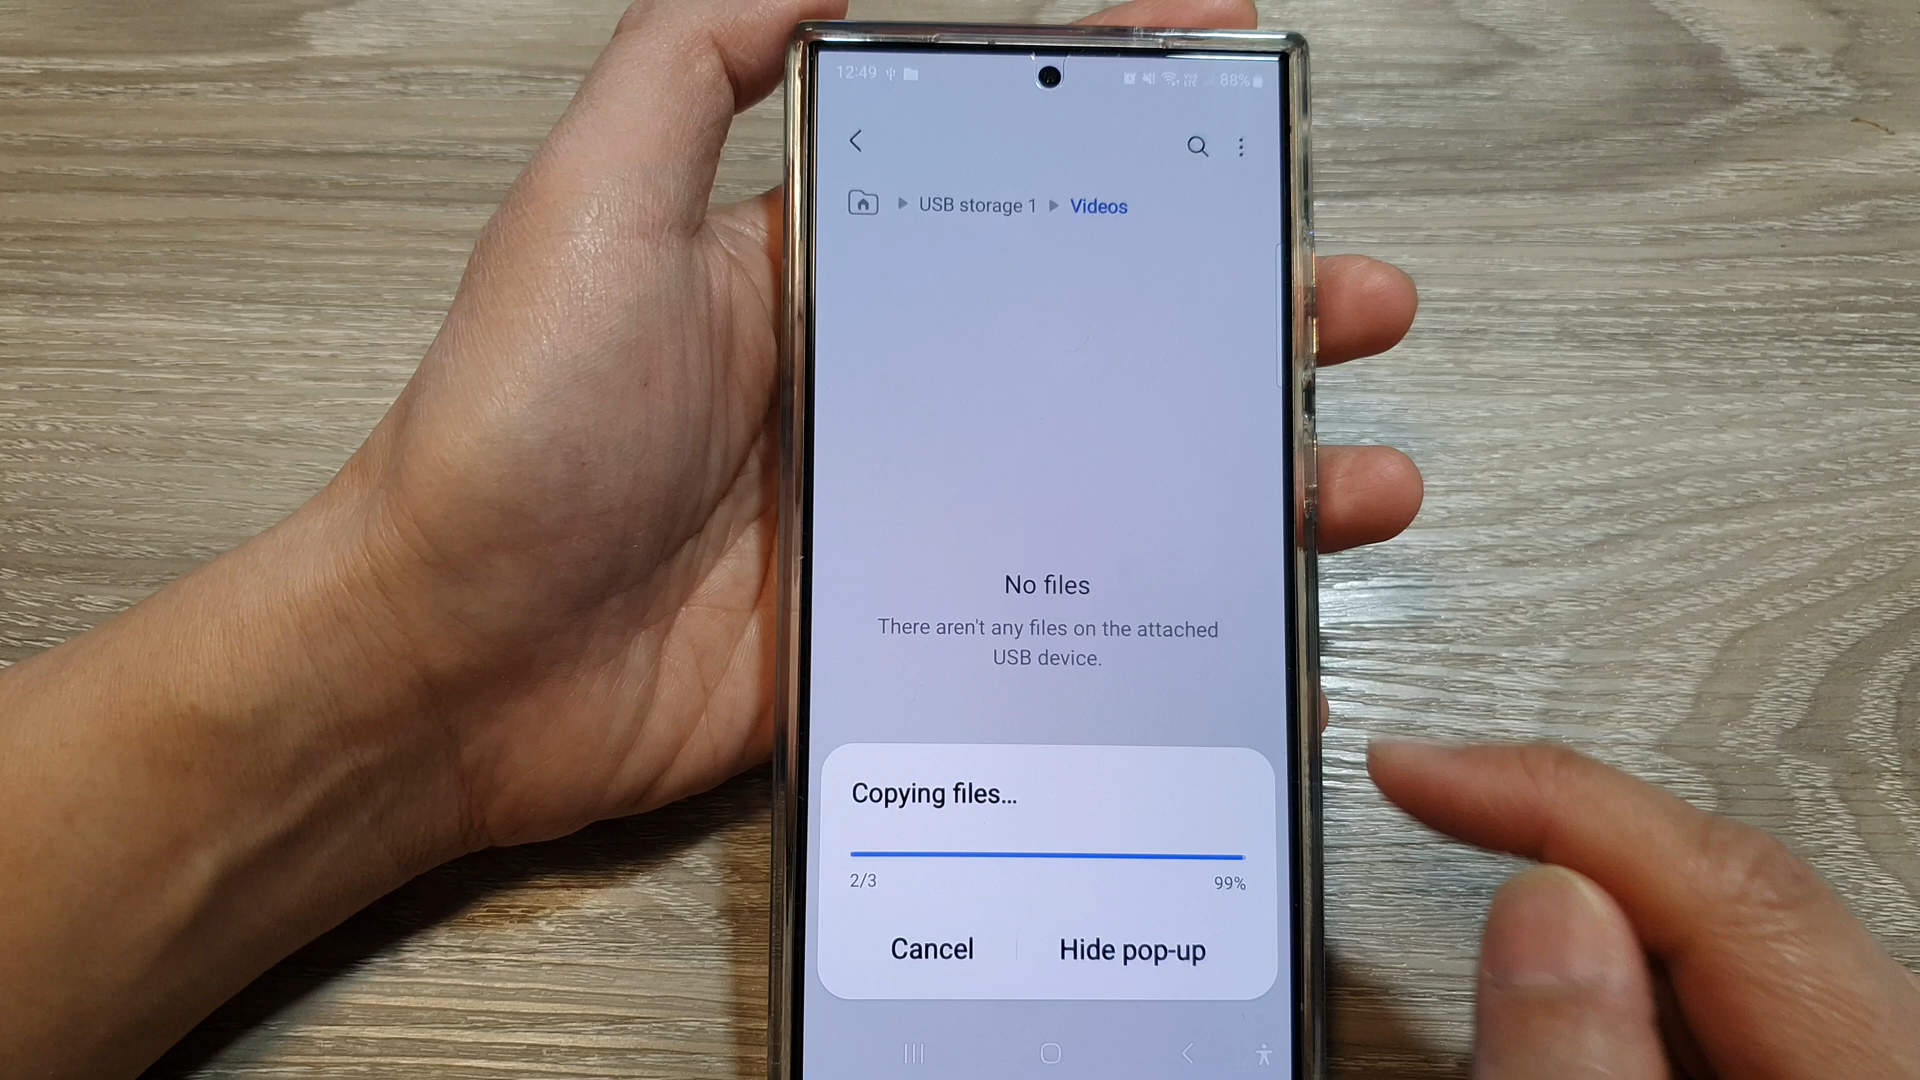 12:49 88%
USB storage 1 Videos
No files
There aren't any files on the attached
USB device.
Copying files...
2/3 99%
Cancel Hide pop-up